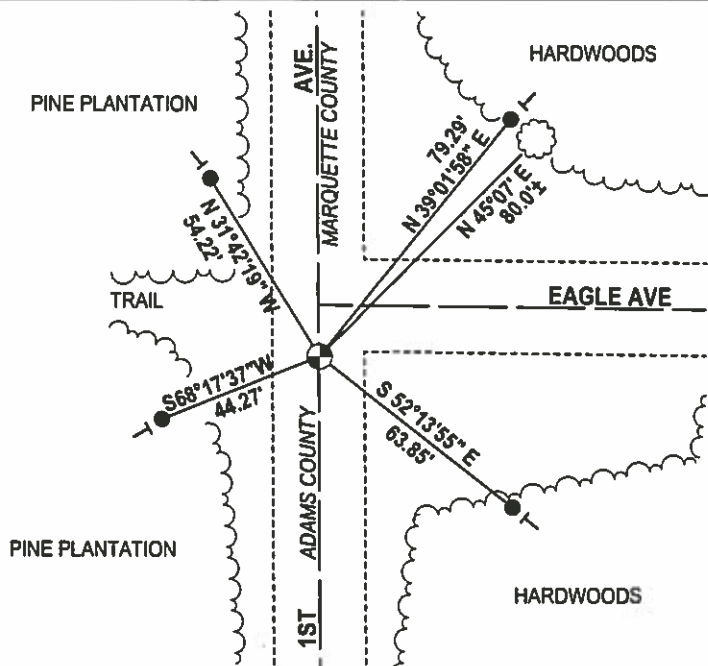 HARDWOODS
PINE PLANTATION
AVE.
MARQUETTE COUNTY
79.29'
N 39°01'58" E
N 45°07' E
80.0'±
N 31°42'19" W
54.22'
TRAIL
EAGLE AVE
S68°17'37"W
44.27'
S 52°13'55" E
63.85'
1ST
ADAMS COUNTY
PINE PLANTATION
HARDWOODS